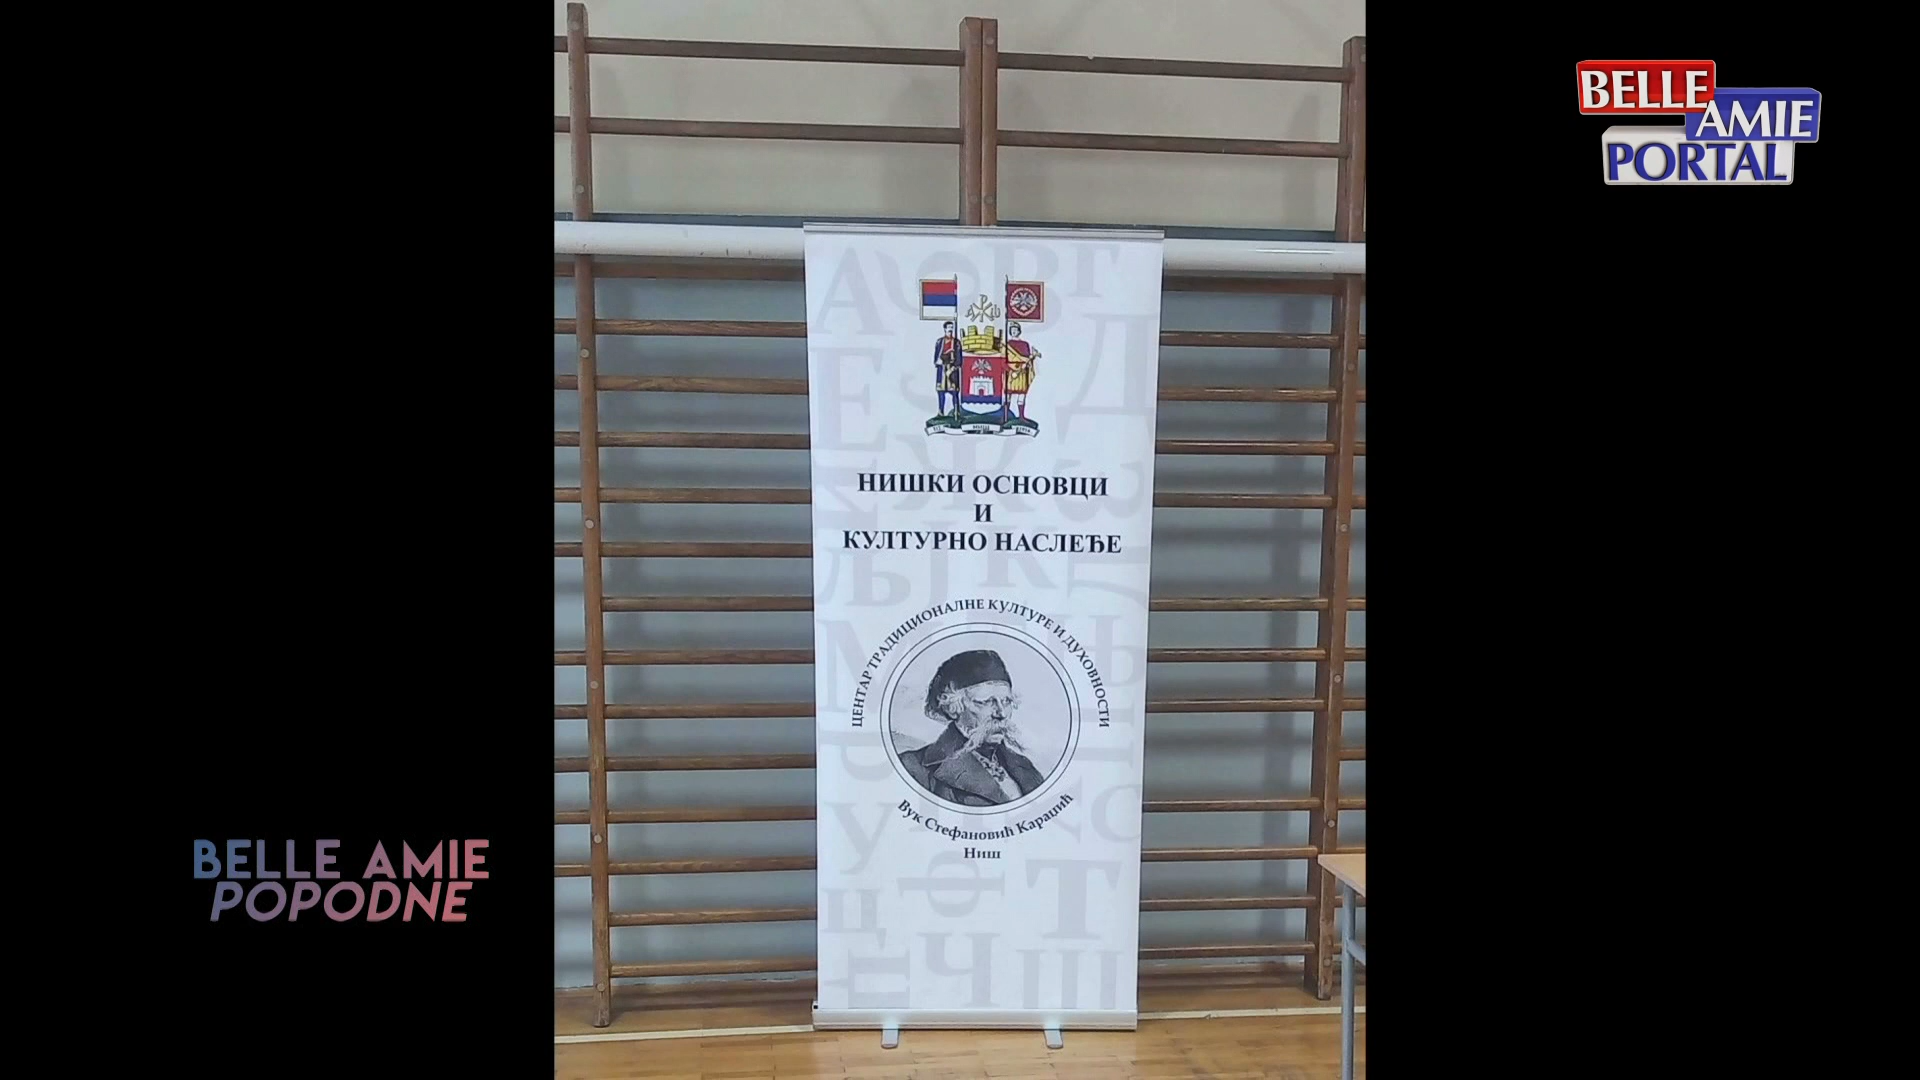 BELLE
AMIE
PORTAL
НИШКИ ОСНОВЦИ
И
КУЛТУРНО НАСЛЕЂЕ
ЦЕНТАР ТРАДИЦИОНАЛНЕ КУЛТУРЕ И ДУХОВНОСТИ
Вук Стефановић Караџић
Ниш
BELLE AMIE
POPODNE